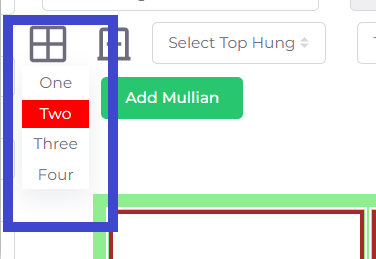 Select Top Hung
One
Two
Add Mullian
Three
Four